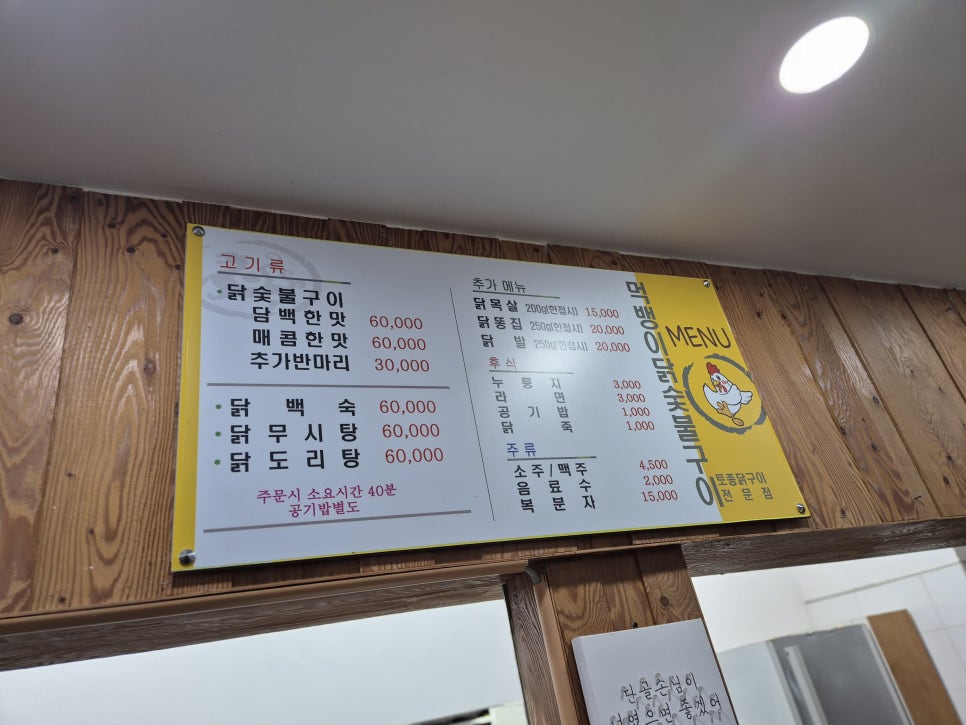 고기류
·닭숯불구이
담백한맛 60,000
매콤한맛 60,000
추가반마리 30,000
·닭 백 숙 60,000
·닭무시탕 60,000
·닭도리탕 60,000
주문시 소요시간 40분
공기밥별도
추가 메뉴
닭목살 200g(한접시) 15,000
닭똥집 250g(한접시) 20,000
닭 발 250g(한접시) 20,000
후식
누룽지 3,000
라 면 3,000
공기밥 1,000
닭 죽 1,000
주류
소주/맥주 4,500
음료수 2,000
복분자 15,000
먹뱅이닭숯불구이
MENU
토종닭구이
전문점
단골손님이